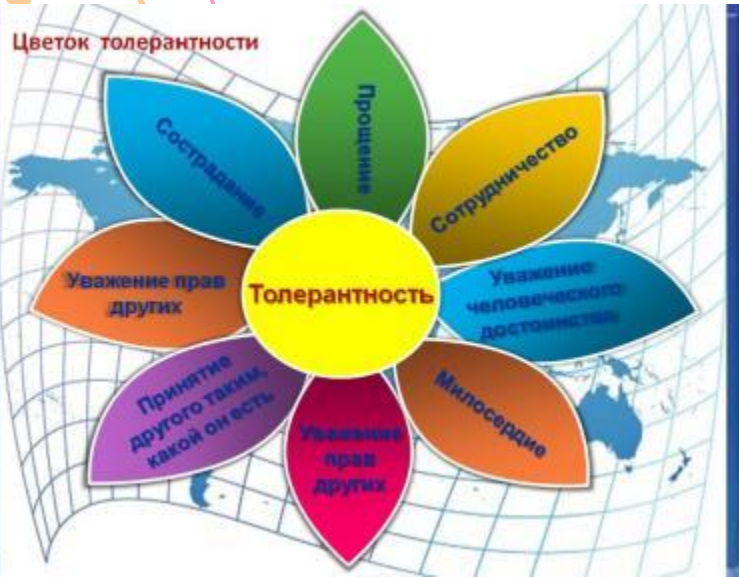 Цветок толерантности
Прощение
Сотрудничество
Уважение
человеческого
достоинство
Милосердие
Уважение
прав
других
Принятие
другого таким,
какой он есть
Уважение прав
других
Сострадание
Толерантность